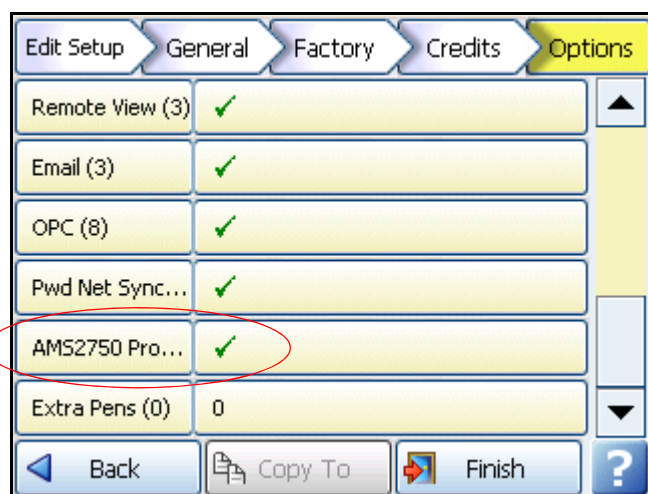 Edit Setup General Factory Credits Options
Remote View (3) ✓
Email (3) ✓
OPC (8) ✓
Pwd Net Sync... ✓
AMS2750 Pro... ✓
Extra Pens (0) 0
Back Copy To Finish ?